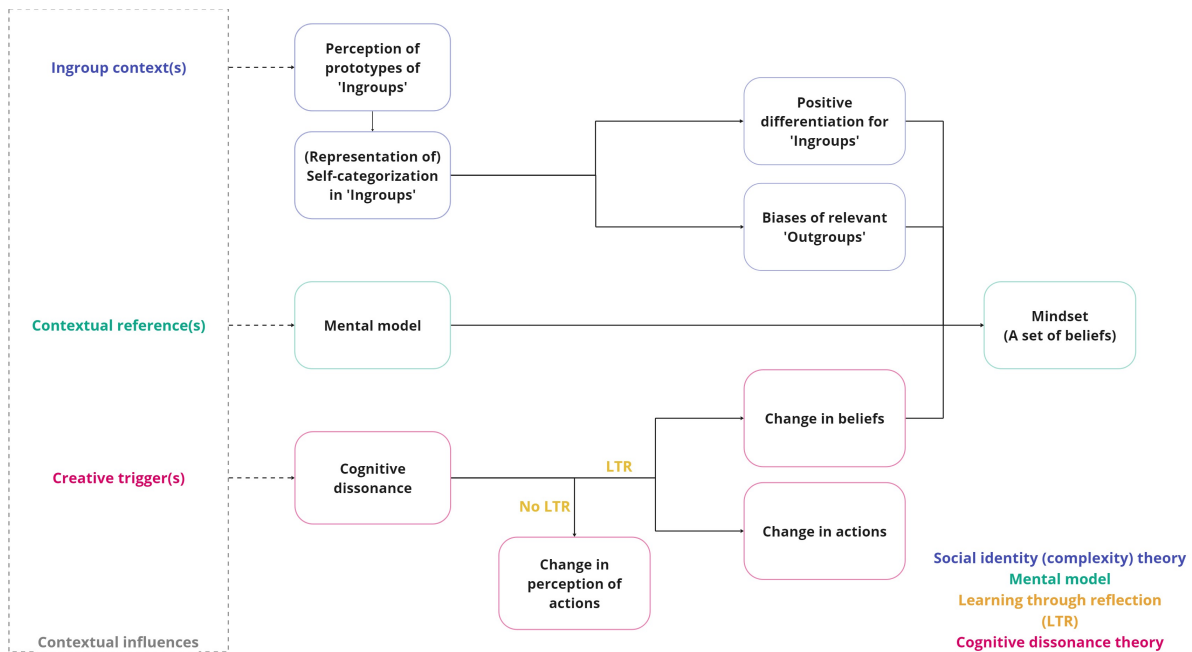 Ingroup context(s)
Perception of
prototypes of
'Ingroups'
(Representation of)
Self-categorization
in 'Ingroups'
Positive
differentiation for
'Ingroups'
Biases of relevant
'Outgroups'
Contextual reference(s)
Mental model
Mindset
(A set of beliefs)
Creative trigger(s)
Cognitive
dissonance
LTR
No LTR
Change in
perception of
actions
Change in beliefs
Change in actions
Contextual influences
Social identity (complexity) theory
Mental model
Learning through reflection
(LTR)
Cognitive dissonance theory